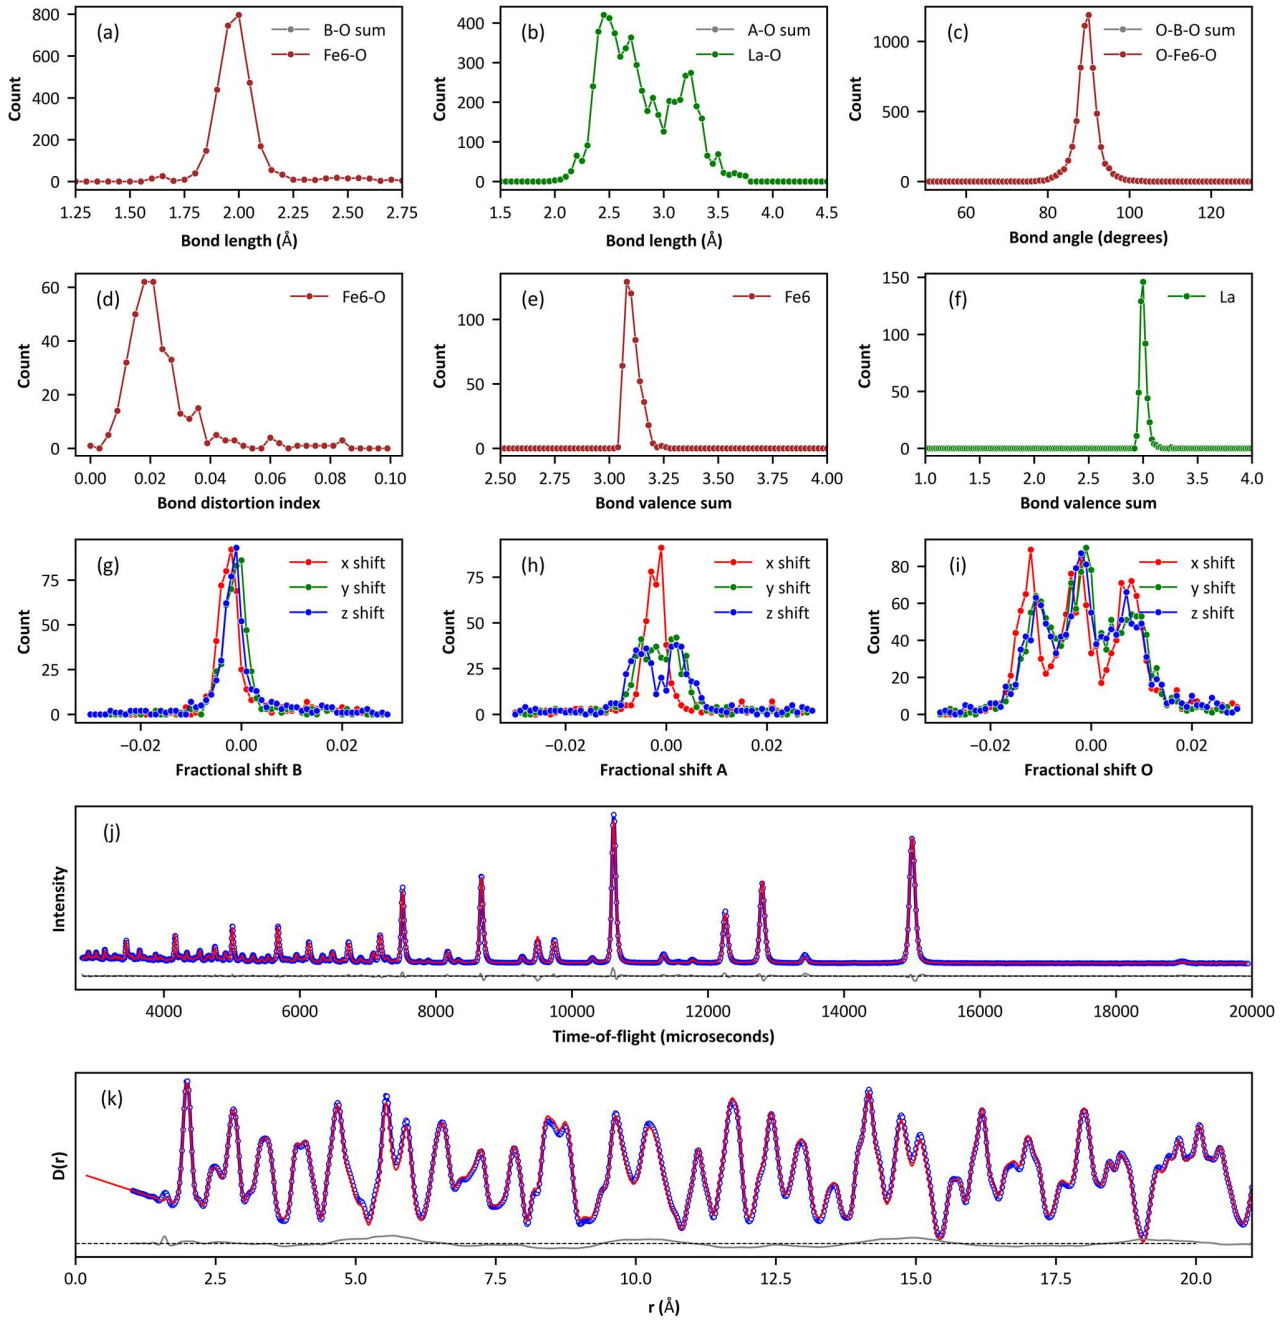 (a)
B-O sum
Fe6-O
Count
800
600
400
200
0
1.25 1.50 1.75 2.00 2.25 2.50 2.75
Bond length (Å)
(b)
A-O sum
La-O
Count
400
300
200
100
0
1.5 2.0 2.5 3.0 3.5 4.0 4.5
Bond length (Å)
(c)
O-B-O sum
O-Fe6-O
Count
1000
500
0
60 80 100 120
Bond angle (degrees)
(d)
Fe6-O
Count
60
40
20
0
0.00 0.02 0.04 0.06 0.08 0.10
Bond distortion index
(e)
Fe6
Count
100
50
0
2.50 2.75 3.00 3.25 3.50 3.75 4.00
Bond valence sum
(f)
La
Count
150
100
50
0
1.0 1.5 2.0 2.5 3.0 3.5 4.0
Bond valence sum
(g)
x shift
y shift
z shift
Count
75
50
25
0
−0.02 0.00 0.02
Fractional shift B
(h)
x shift
y shift
z shift
Count
75
50
25
0
−0.02 0.00 0.02
Fractional shift A
(i)
x shift
y shift
z shift
Count
80
60
40
20
0
−0.02 0.00 0.02
Fractional shift O
(j)
Intensity
4000 6000 8000 10000 12000 14000 16000 18000 20000
Time-of-flight (microseconds)
(k)
D(r)
0.0 2.5 5.0 7.5 10.0 12.5 15.0 17.5 20.0
r (Å)